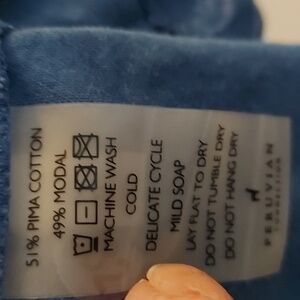 51% PIMA COTTON
49% MODAL
MACHINE WASH
COLD
DELICATE CYCLE
MILD SOAP
LAY FLAT TO DRY
DO NOT TUMBLE DRY
DO NOT HANG DRY
PERUVIAN
CONNECTION